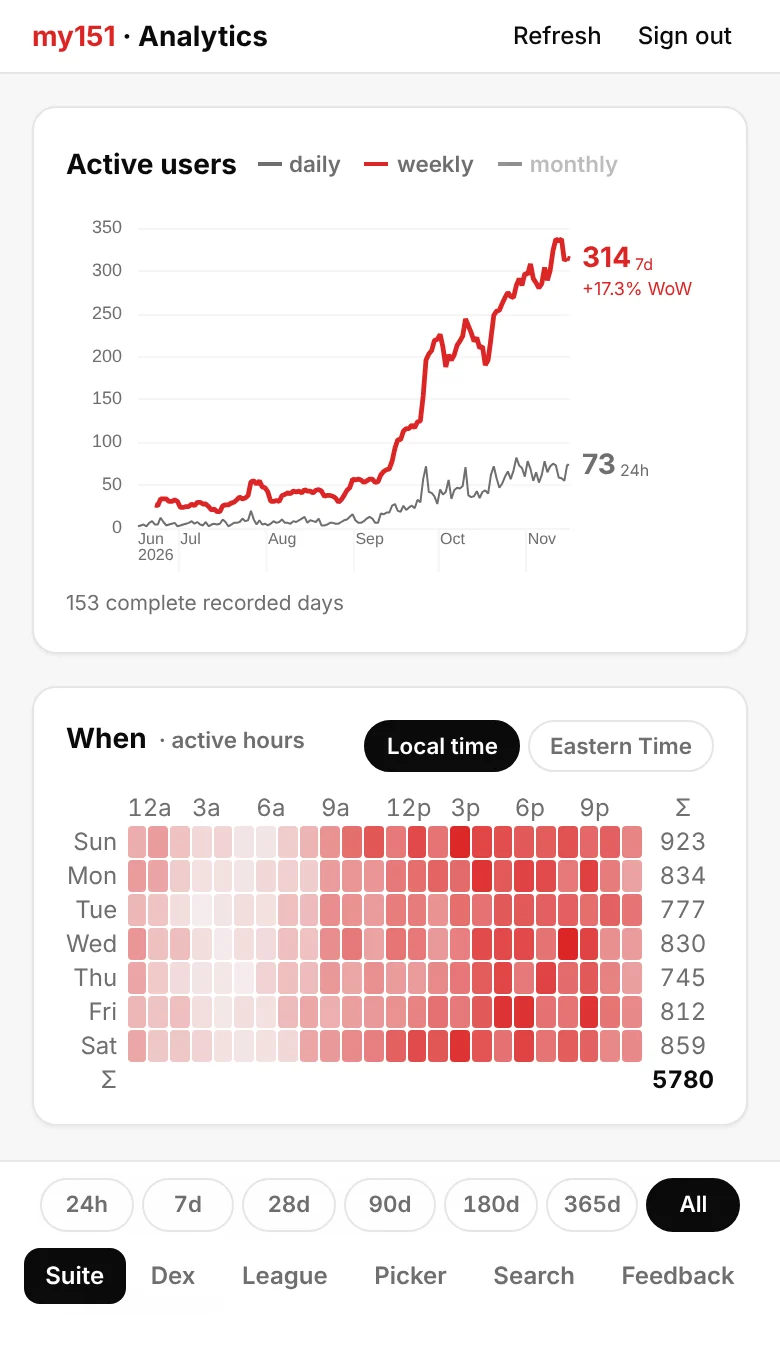 my151 · Analytics Refresh Sign out
Active users daily weekly monthly
350
300
250
200
150
100
50
0
314 7d
+17.3% WoW
73 24h
Jun Jul Aug Sep Oct Nov
2026
153 complete recorded days
When · active hours Local time Eastern Time
12a 3a 6a 9a 12p 3p 6p 9p Σ
Sun 923
Mon 834
Tue 777
Wed 830
Thu 745
Fri 812
Sat 859
Σ 5780
24h 7d 28d 90d 180d 365d All
Suite Dex League Picker Search Feedback